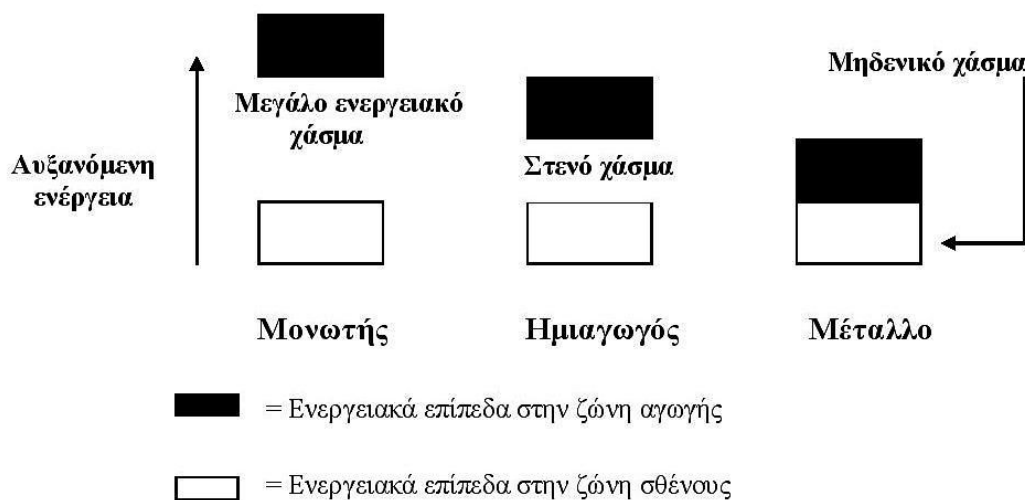 Μηδενικό χάσμα
Μεγάλο ενεργειακό
χάσμα
Αυξανόμενη
ενέργεια
Στενό χάσμα
Μονωτής
Ημιαγωγός
Μέταλλο
= Ενεργειακά επίπεδα στην ζώνη αγωγής
= Ενεργειακά επίπεδα στην ζώνη σθένους